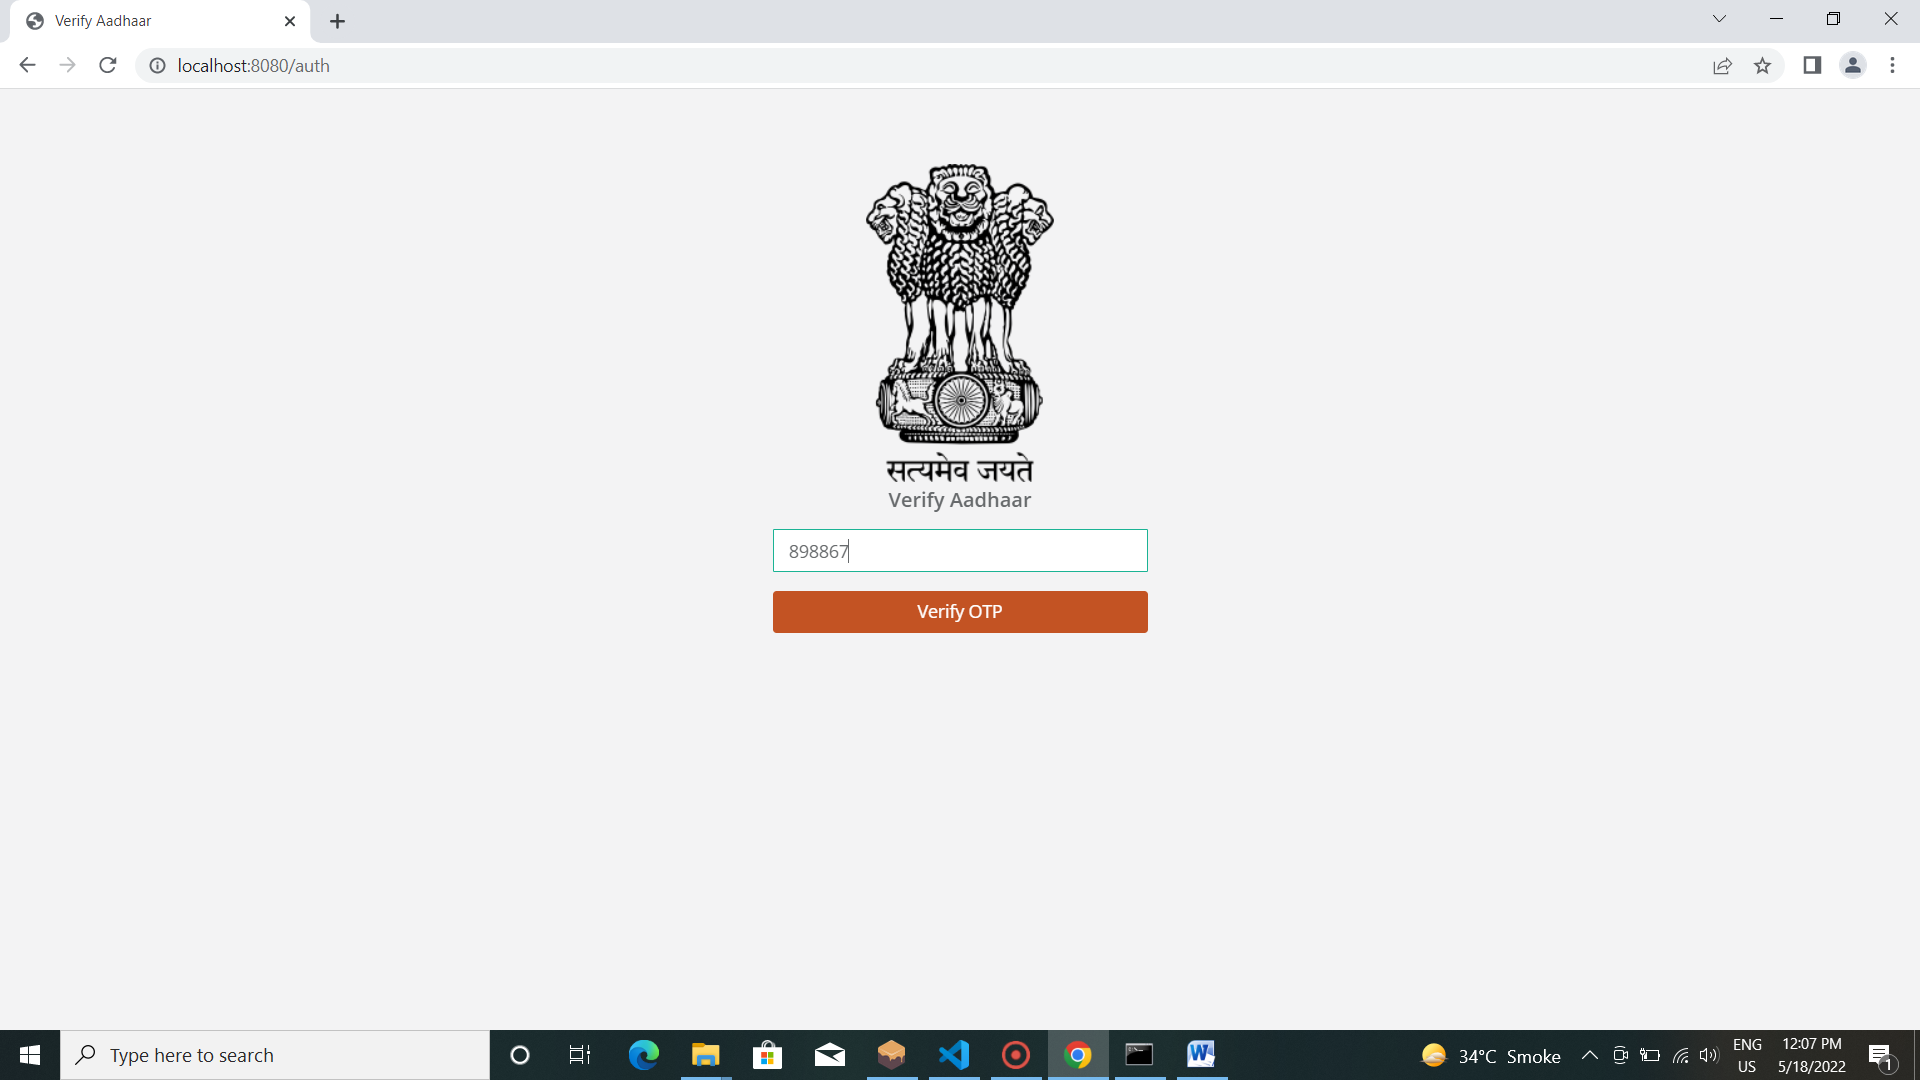 Verify Aadhaar
localhost:8080/auth
सत्यमेव जयते
Verify Aadhaar
898867
Verify OTP
Type here to search
34°C Smoke
ENG
US
12:07 PM
5/18/2022
1